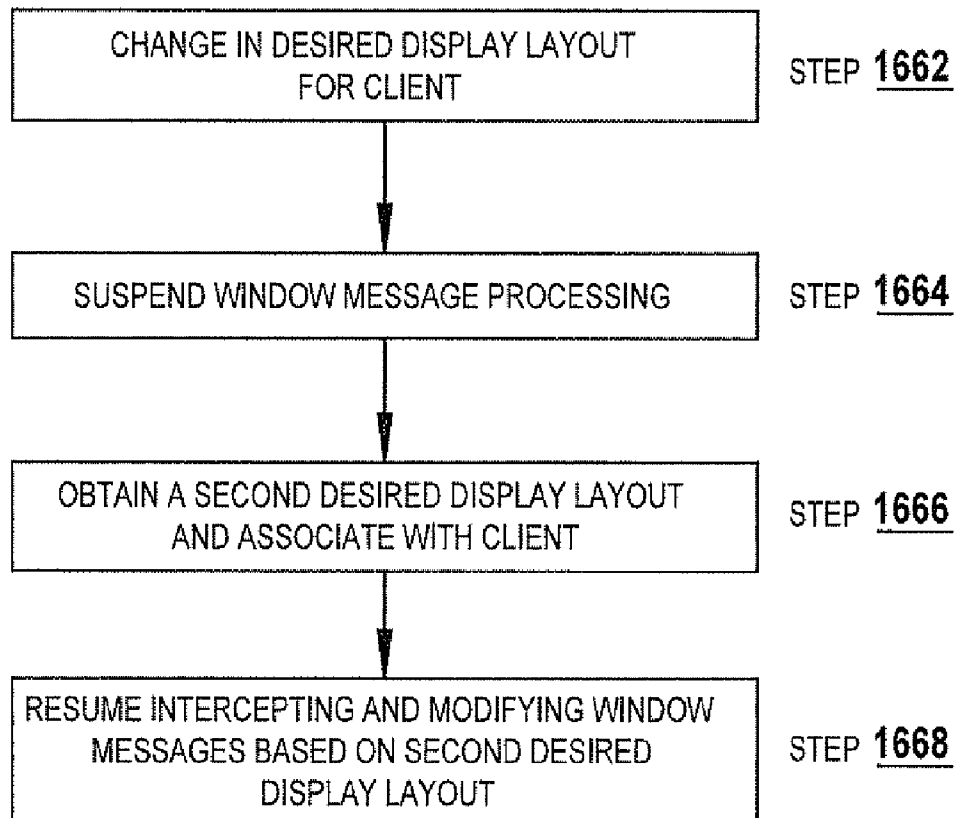 CHANGE IN DESIRED DISPLAY LAYOUT
FOR CLIENT
STEP 1662
SUSPEND WINDOW MESSAGE PROCESSING
STEP 1664
OBTAIN A SECOND DESIRED DISPLAY LAYOUT
AND ASSOCIATE WITH CLIENT
STEP 1666
RESUME INTERCEPTING AND MODIFYING WINDOW
MESSAGES BASED ON SECOND DESIRED
DISPLAY LAYOUT
STEP 1668